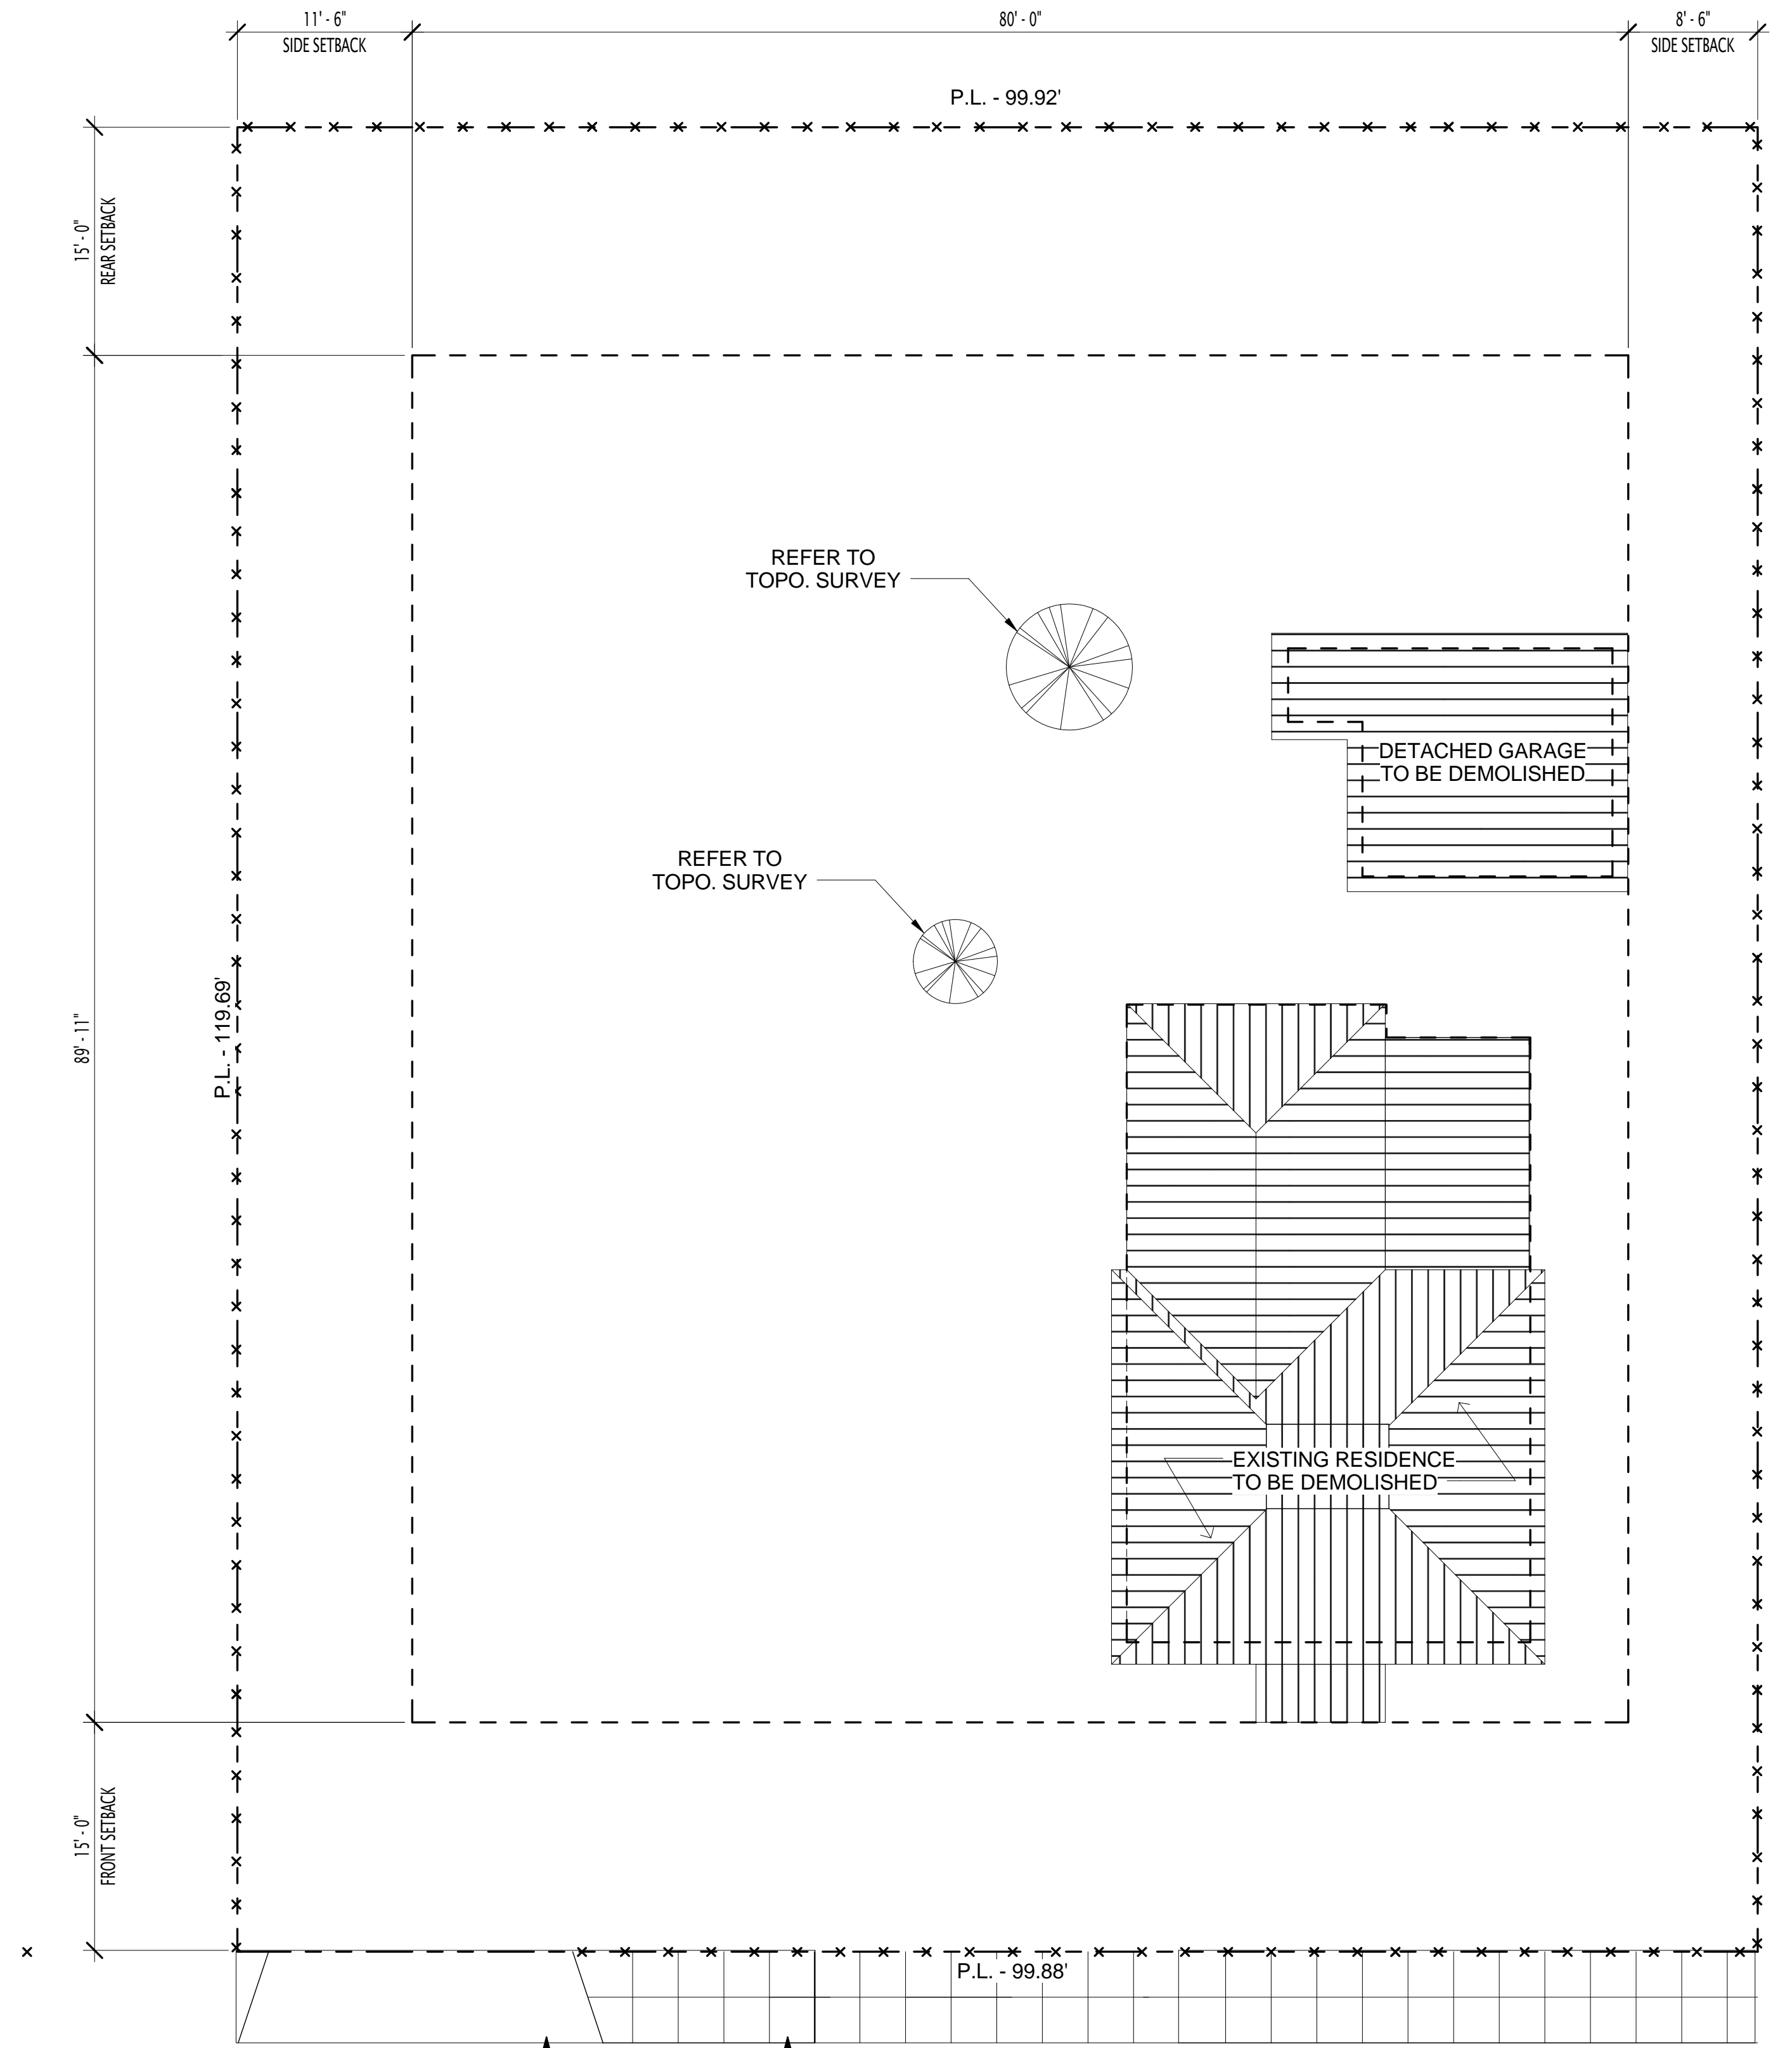 11' - 6"
80' - 0"
8' - 6"
SIDE SETBACK
SIDE SETBACK
P.L. - 99.92'
15' - 0"
REAR SETBACK
REFER TO
TOPO. SURVEY
DETACHED GARAGE
TO BE DEMOLISHED
REFER TO
TOPO. SURVEY
P.L. - 119.69'
89' - 11"
EXISTING RESIDENCE
TO BE DEMOLISHED
15' - 0"
FRONT SETBACK
P.L. - 99.88'